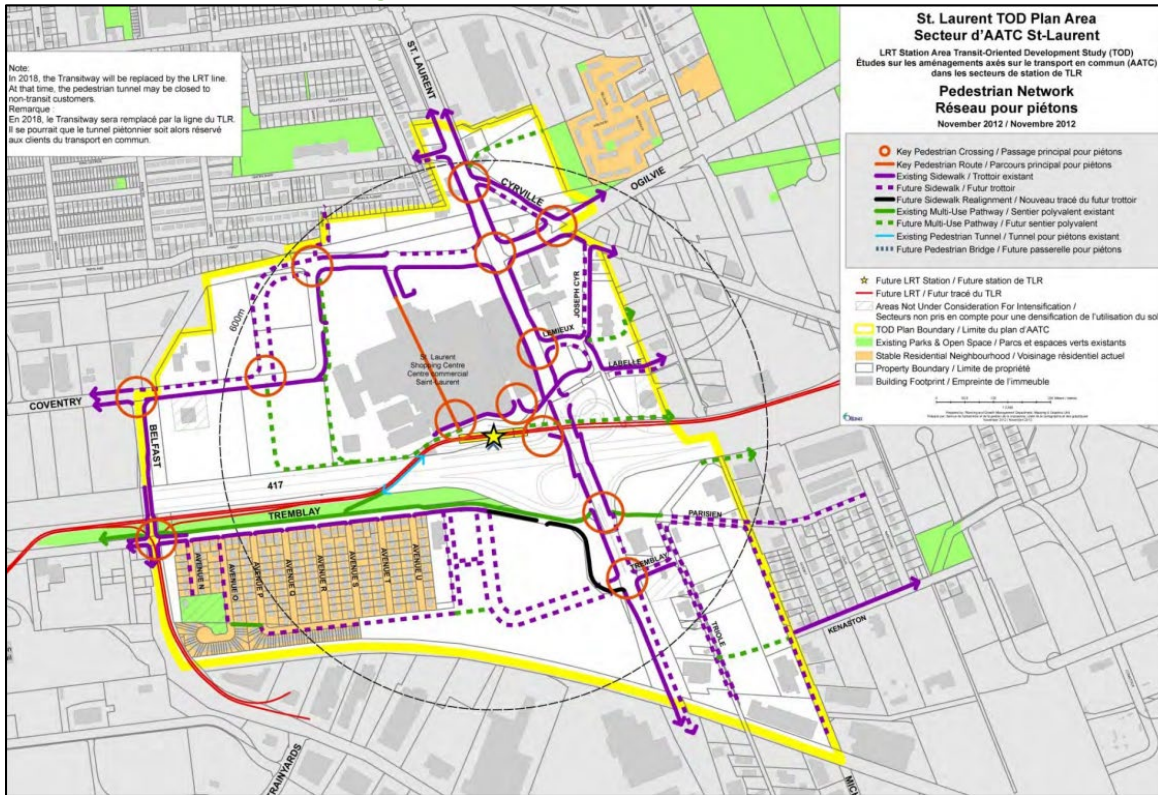 St. Laurent TOD Plan Area
Secteur d'AATC St-Laurent
LRT Station Area Transit-Oriented Development Study (TOD)
Études sur les aménagements axés sur le transport en commun (AATC)
dans les secteurs de station de TLR
Pedestrian Network
Réseau pour piétons
November 2012 / Novembre 2012
Key Pedestrian Crossing / Passage principal pour piétons
Key Pedestrian Route / Parcours principal pour piétons
Existing Sidewalk / Trottoir existant
Future Sidewalk / Futur trottoir
Future Sidewalk Realignment / Nouveau tracé du futur trottoir
Existing Multi-Use Pathway / Sentier polyvalent existant
Future Multi-Use Pathway / Futur sentier polyvalent
Existing Pedestrian Tunnel / Tunnel pour piétons existant
Future Pedestrian Bridge / Future passerelle pour piétons
Future LRT Station / Future station de TLR
Future LRT / Futur tracé du TLR
Areas Not Under Consideration For Intensification /
Secteurs non pris en compte pour une densification de l'utilisation du sol
TOD Plan Boundary / Limite du plan d'AATC
Existing Parks & Open Space / Parcs et espaces verts existants
Stable Residential Neighbourhood / Voisinage résidentiel actuel
Property Boundary / Limite de propriété
Building Footprint / Empreinte de l'immeuble
Note:
In 2018, the Transitway will be replaced by the LRT line.
At that time, the pedestrian tunnel may be closed to
non-transit customers.
Remarque :
En 2018, le Transitway sera remplacé par la ligne du TLR.
Il se pourrait que le tunnel piétonnier soit alors réservé
aux clients du transport en commun.
ST. LAURENT
CYRVILLE
OGILVIE
600m
JOSEPH CYR
LEMIEUX
LABELLE
St. Laurent
Shopping Centre
Centre commercial
Saint-Laurent
COVENTRY
BELFAST
417
TREMBLAY
PARISIEN
AVENUE N
AVENUE O
AVENUE P
AVENUE Q
AVENUE R
AVENUE S
AVENUE T
AVENUE U
TREMBLAY
TRIOLE
KENASTON
TRAINYARDS
MICH